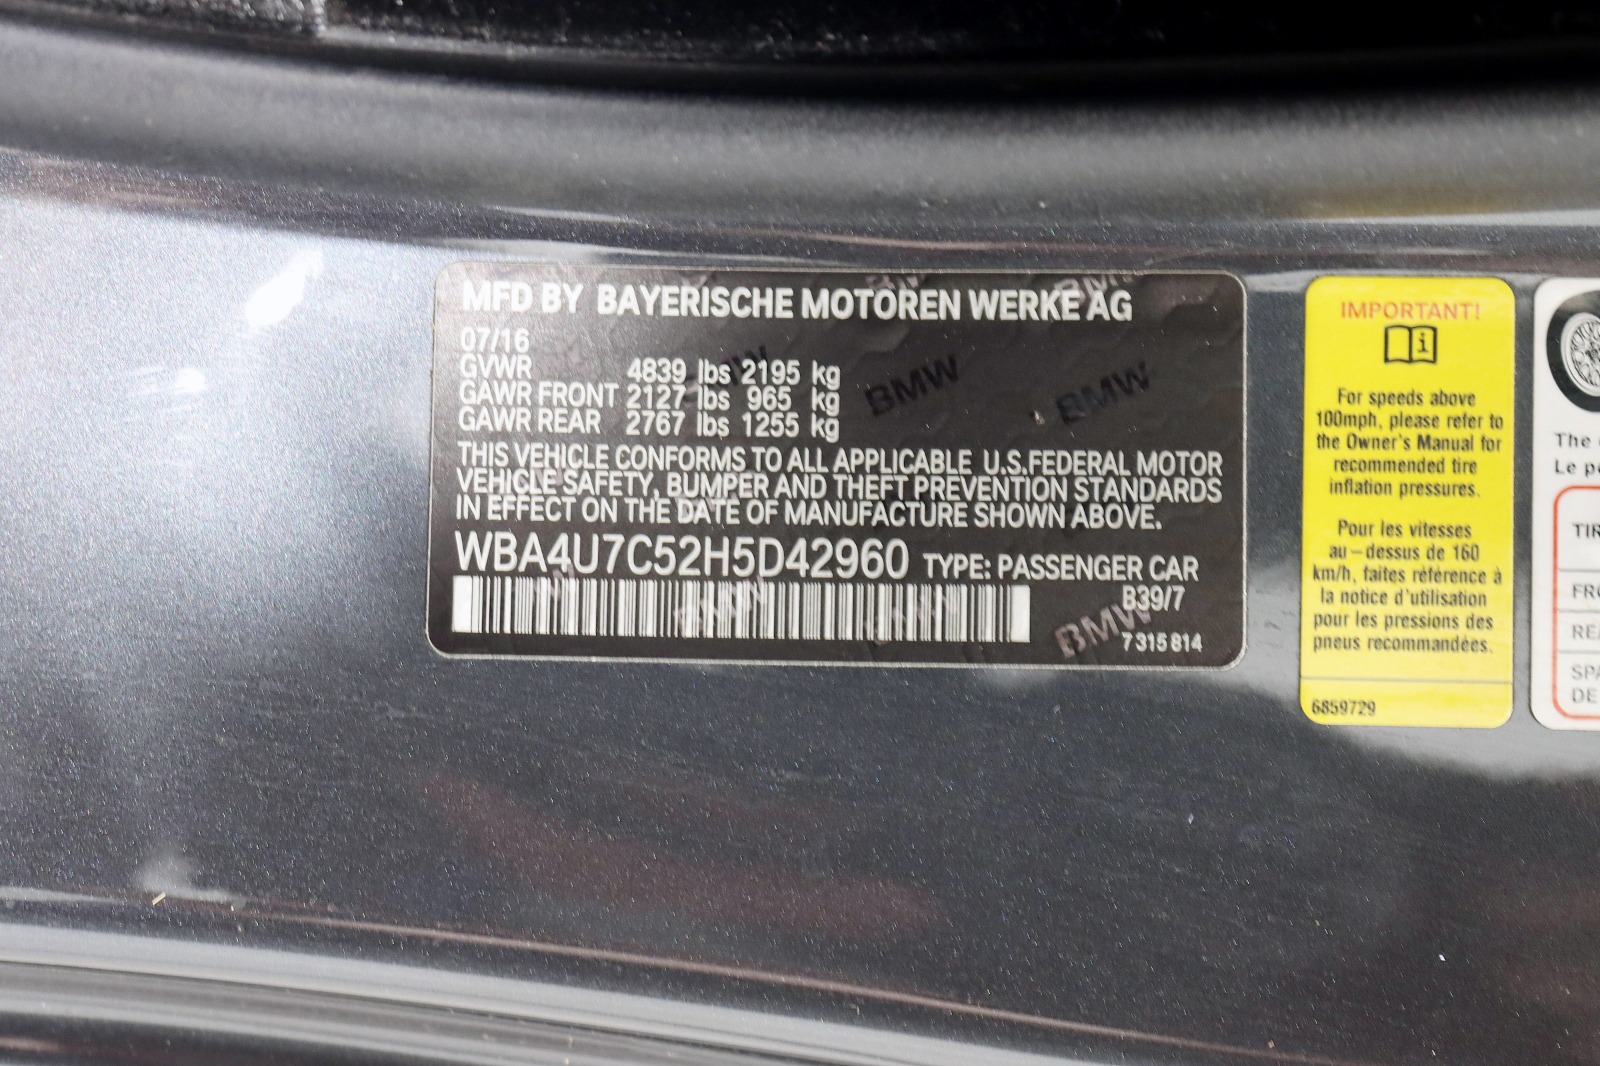 MFD BY BAYERISCHE MOTOREN WERKE AG
07/16
GVWR 4839 lbs 2195 kg
GAWR FRONT 2127 lbs 965 kg
GAWR REAR 2767 lbs 1255 kg
THIS VEHICLE CONFORMS TO ALL APPLICABLE U.S.FEDERAL MOTOR
VEHICLE SAFETY, BUMPER AND THEFT PREVENTION STANDARDS
IN EFFECT ON THE DATE OF MANUFACTURE SHOWN ABOVE.
WBA4U7C52H5D42960 TYPE: PASSENGER CAR
B39/7
7 315 814
BMW
BMW
BMW
BMW
BMW
IMPORTANT!
i
For speeds above
100mph, please refer to
the Owner's Manual for
recommended tire
inflation pressures.
Pour les vitesses
au-dessus de 160
km/h, faites référence à
la notice d'utilisation
pour les pressions des
pneus recommandées.
6859729
The
Le
DE